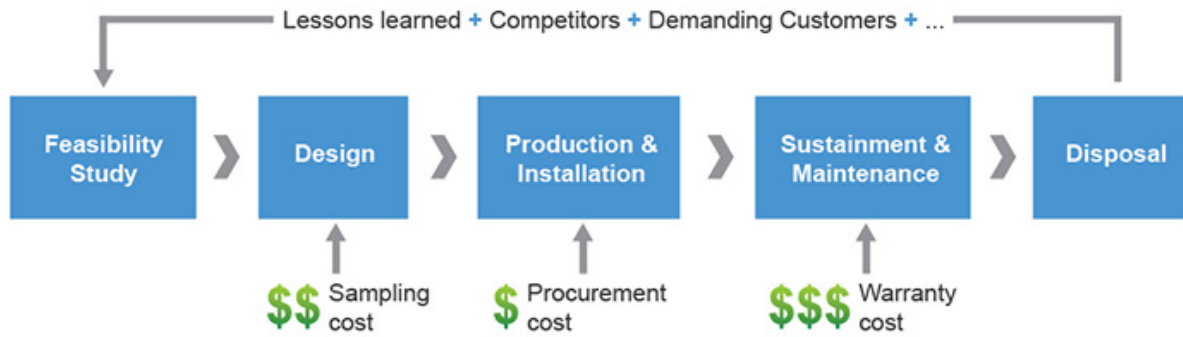 Lessons learned + Competitors + Demanding Customers + ...
Feasibility
Study
Design
Production &
Installation
Sustainment &
Maintenance
Disposal
$$ Sampling
cost
$ Procurement
cost
$$$ Warranty
cost